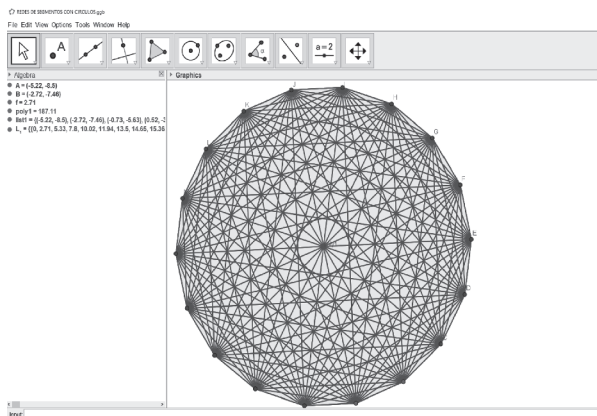 REDES DE SEGMENTOS CON CIRCULOS.ggb
File Edit View Options Tools Window Help
A
a=2
Algebra
Graphics
A = (-5.22, -8.5)
B = (-2.72, -7.46)
f = 2.71
poly1 = 187.11
list1 = {(-5.22, -8.5), (-2.72, -7.46), (-0.73, -5.63), (0.52, -3
L₁ = {{0, 2.71, 5.33, 7.8, 10.02, 11.94, 13.5, 14.65, 15.36
J
H
K
G
F
E
Input